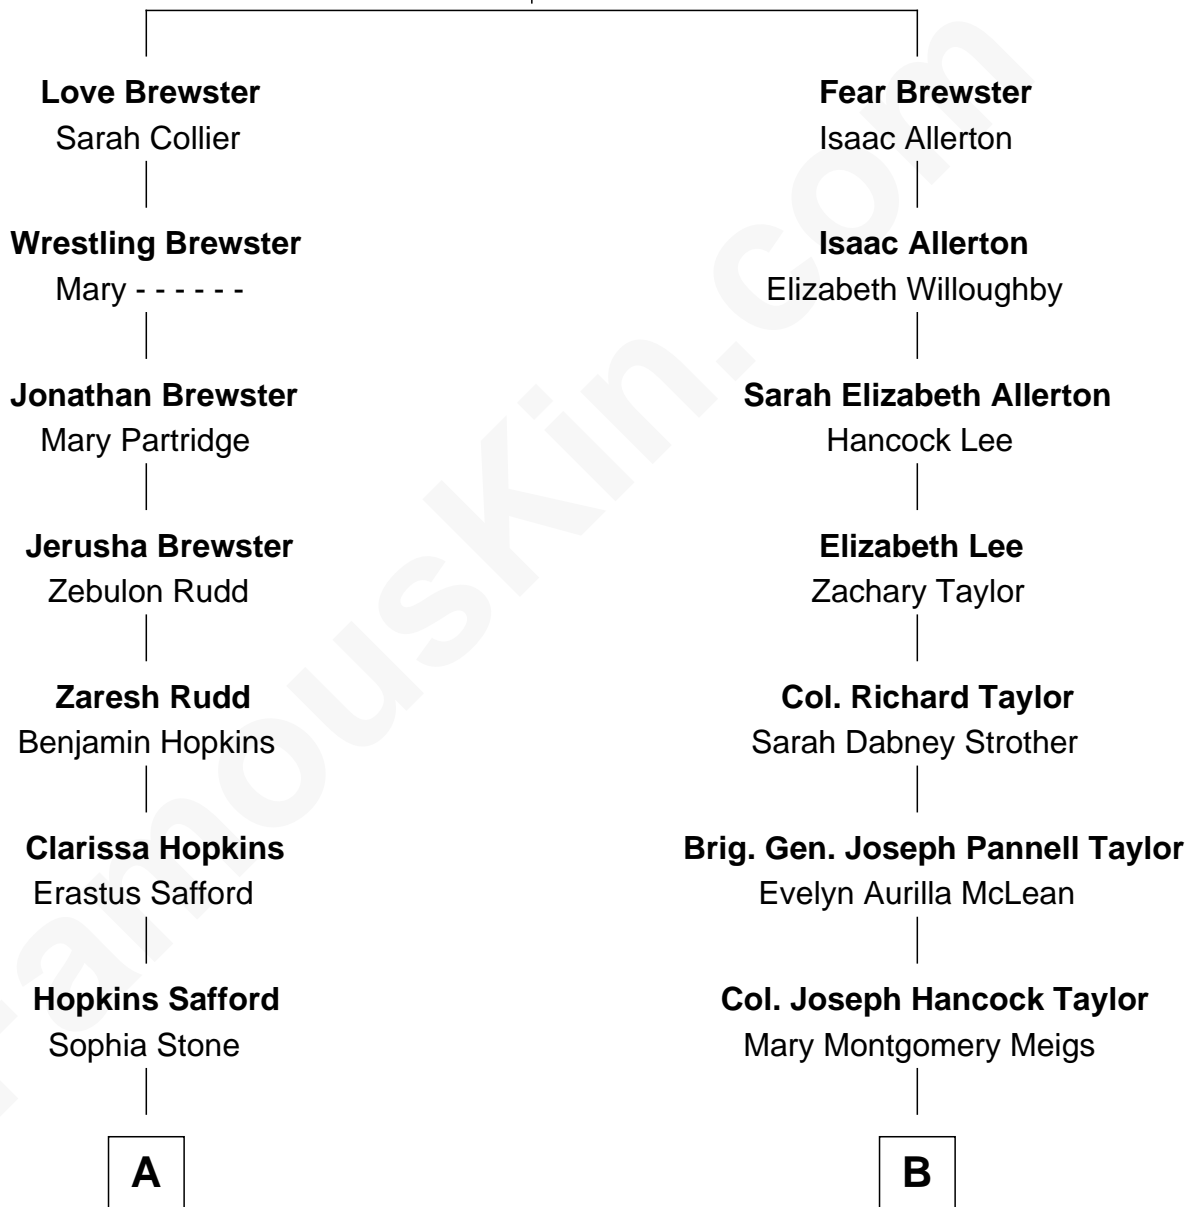 Love Brewster
Sarah Collier
Wrestling Brewster
Mary - - - - - -
Jonathan Brewster
Mary Partridge
Jerusha Brewster
Zebulon Rudd
Zaresh Rudd
Benjamin Hopkins
Clarissa Hopkins
Erastus Safford
Hopkins Safford
Sophia Stone
A
Fear Brewster
Isaac Allerton
Isaac Allerton
Elizabeth Willoughby
Sarah Elizabeth Allerton
Hancock Lee
Elizabeth Lee
Zachary Taylor
Col. Richard Taylor
Sarah Dabney Strother
Brig. Gen. Joseph Pannell Taylor
Evelyn Aurilla McLean
Col. Joseph Hancock Taylor
Mary Montgomery Meigs
B
FamousKin.com